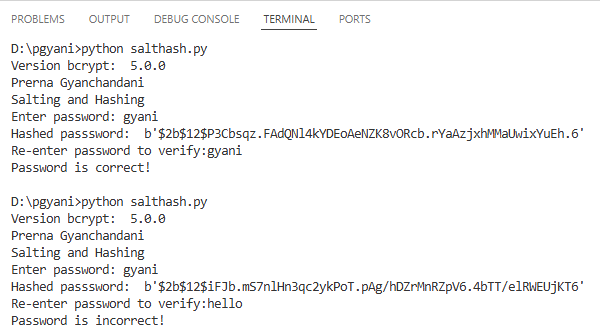 PROBLEMS OUTPUT DEBUG CONSOLE TERMINAL PORTS
D:\pgyani>python salthash.py
Version bcrypt:  5.0.0
Prerna Gyanchandani
Salting and Hashing
Enter password: gyani
Hashed passsword:  b'$2b$12$P3Cbsqz.FAdQNl4kYDEoAeNZK8vORcb.rYaAzjxhMMaUwixYuEh.6'
Re-enter password to verify:gyani
Password is correct!
D:\pgyani>python salthash.py
Version bcrypt:  5.0.0
Prerna Gyanchandani
Salting and Hashing
Enter password: gyani
Hashed passsword:  b'$2b$12$iFJb.mS7nlHn3qc2ykPoT.pAg/hDZrMnRZpV6.4bTT/elRWEUjKT6'
Re-enter password to verify:hello
Password is incorrect!